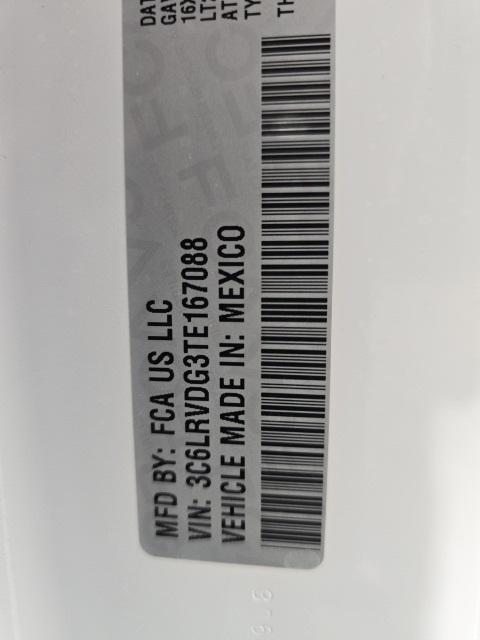 MFD BY: FCA US LLC
VIN: 3C6LRVDG3TE167088
VEHICLE MADE IN: MEXICO